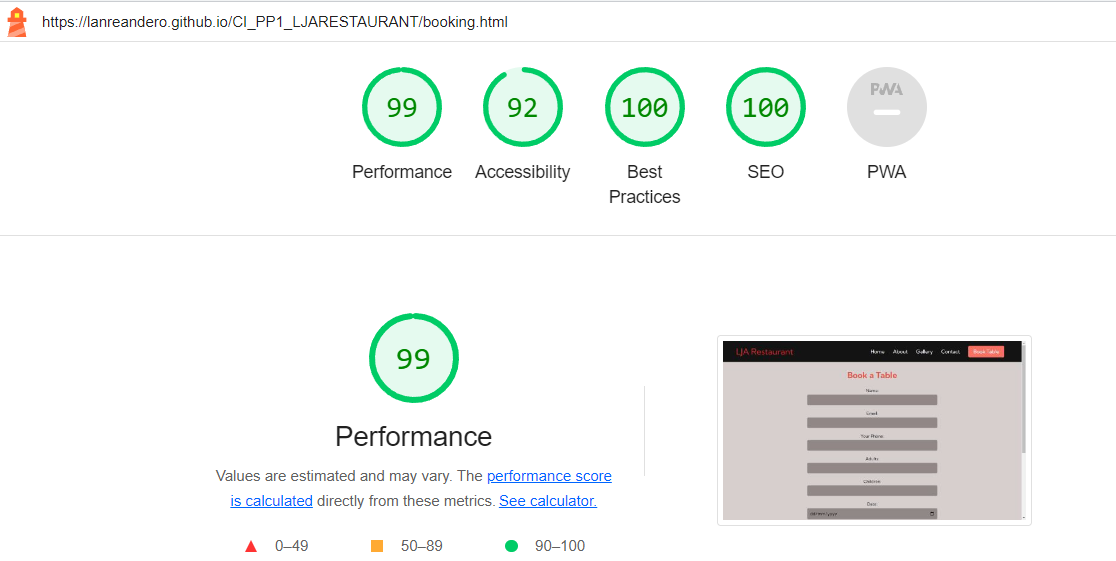 https://lanreandero.github.io/CI_PP1_LJARESTAURANT/booking.html
99
92
100
100
PWA
Performance
Accessibility
Best
Practices
SEO
PWA
99
Performance
Values are estimated and may vary. The performance score
is calculated directly from these metrics. See calculator.
0–49
50–89
90–100
LJA Restaurant
Home
About
Gallery
Contact
Book Table
Book a Table
Name
Email
Your Phone
Adults
Children
Date